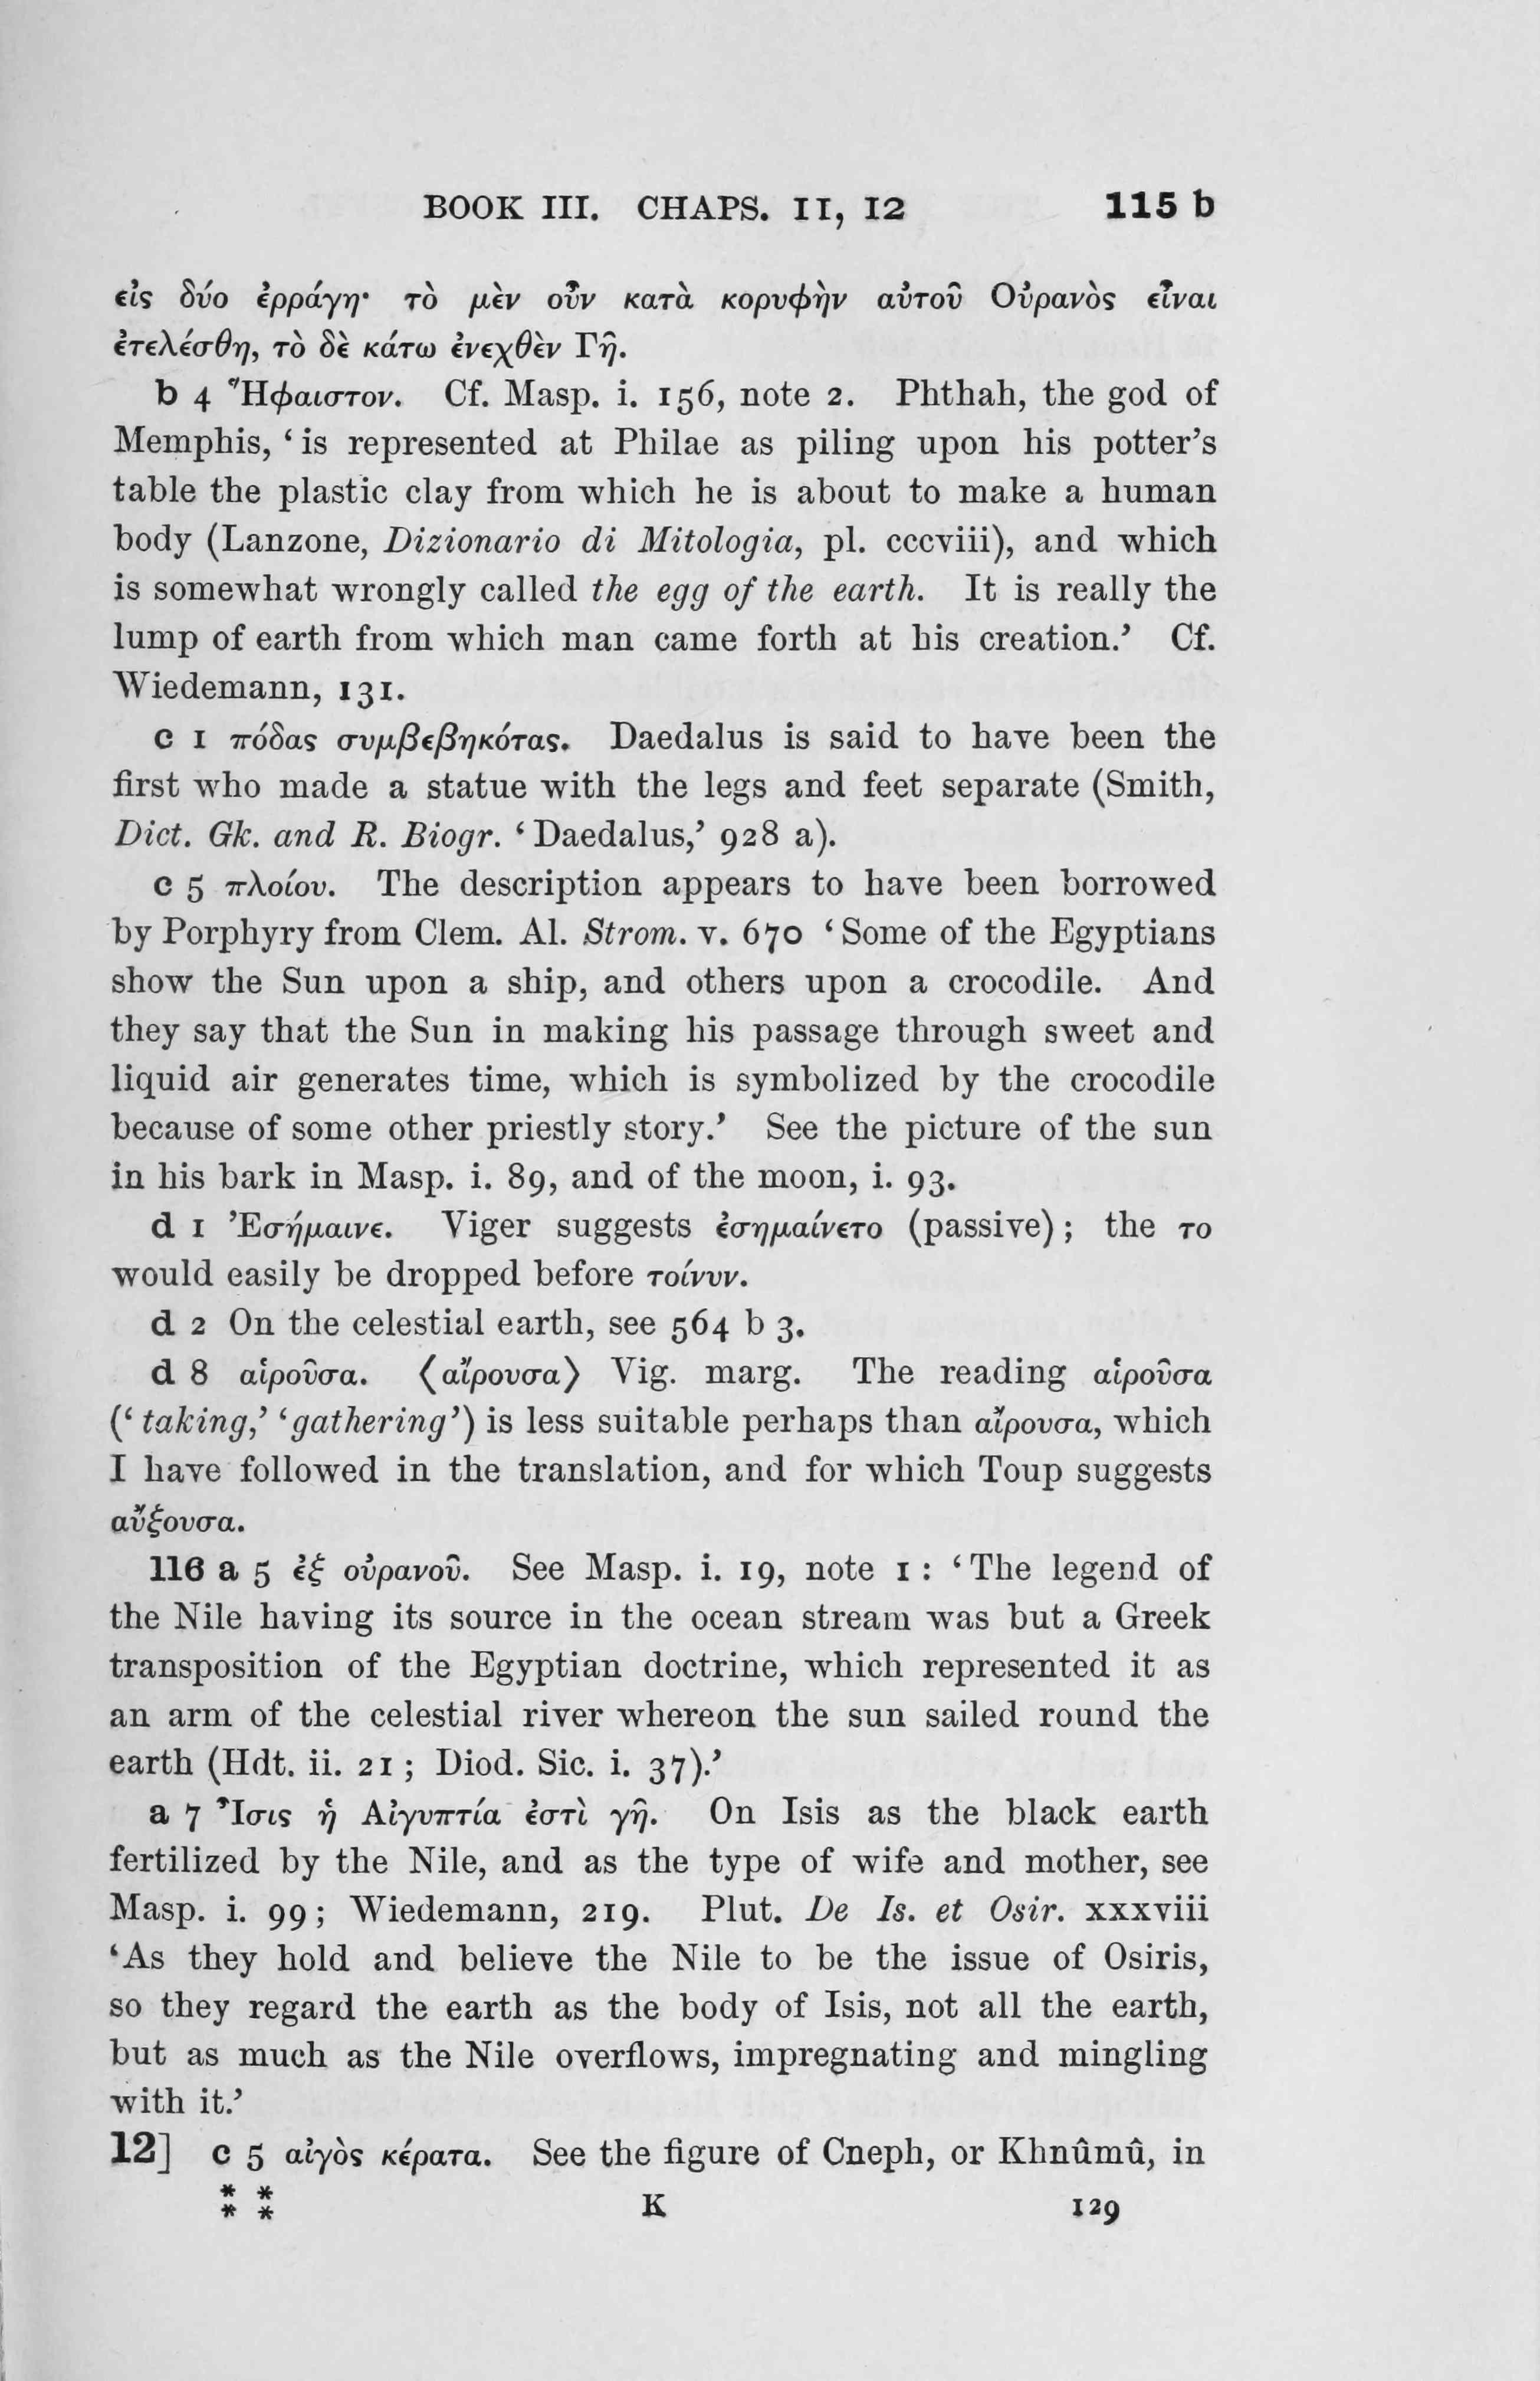 BOOK III. CHAPS. 11, 12 115 b
εἰς δύο ἐρράγη· τὸ μὲν οὖν κατὰ κορυφὴν αὐτοῦ Οὐρανὸς εἶναι
ἐτελέσθη, τὸ δὲ κάτω ἐνεχθὲν Γῆ.
b 4 Ἥφαιστον. Cf. Masp. i. 156, note 2. Phthah, the god of
Memphis, ‘is represented at Philae as piling upon his potter’s
table the plastic clay from which he is about to make a human
body (Lanzone, Dizionario di Mitologia, pl. cccviii), and which
is somewhat wrongly called the egg of the earth. It is really the
lump of earth from which man came forth at his creation.’ Cf.
Wiedemann, 131.
c 1 πόδας συμβεβηκότας. Daedalus is said to have been the
first who made a statue with the legs and feet separate (Smith,
Dict. Gk. and R. Biogr. ‘Daedalus,’ 928 a).
c 5 πλοίου. The description appears to have been borrowed
by Porphyry from Clem. Al. Strom. v. 670 ‘Some of the Egyptians
show the Sun upon a ship, and others upon a crocodile. And
they say that the Sun in making his passage through sweet and
liquid air generates time, which is symbolized by the crocodile
because of some other priestly story.’ See the picture of the sun
in his bark in Masp. i. 89, and of the moon, i. 93.
d 1 Ἐσήμαινε. Viger suggests ἐσημαίνετο (passive); the το
would easily be dropped before τοίνυν.
d 2 On the celestial earth, see 564 b 3.
d 8 αἱροῦσα. ⟨αἴρουσα⟩ Vig. marg. The reading αἱροῦσα
(‘taking,’ ‘gathering’) is less suitable perhaps than αἴρουσα, which
I have followed in the translation, and for which Toup suggests
αὔξουσα.
116 a 5 ἐξ οὐρανοῦ. See Masp. i. 19, note 1: ‘The legend of
the Nile having its source in the ocean stream was but a Greek
transposition of the Egyptian doctrine, which represented it as
an arm of the celestial river whereon the sun sailed round the
earth (Hdt. ii. 21; Diod. Sic. i. 37).’
a 7 Ἶσις ἡ Αἰγυπτία ἐστὶ γῆ. On Isis as the black earth
fertilized by the Nile, and as the type of wife and mother, see
Masp. i. 99; Wiedemann, 219. Plut. De Is. et Osir. xxxviii
‘As they hold and believe the Nile to be the issue of Osiris,
so they regard the earth as the body of Isis, not all the earth,
but as much as the Nile overflows, impregnating and mingling
with it.’
12] c 5 αἰγὸς κέρατα. See the figure of Cneph, or Khnûmû, in
* *
* * K 129